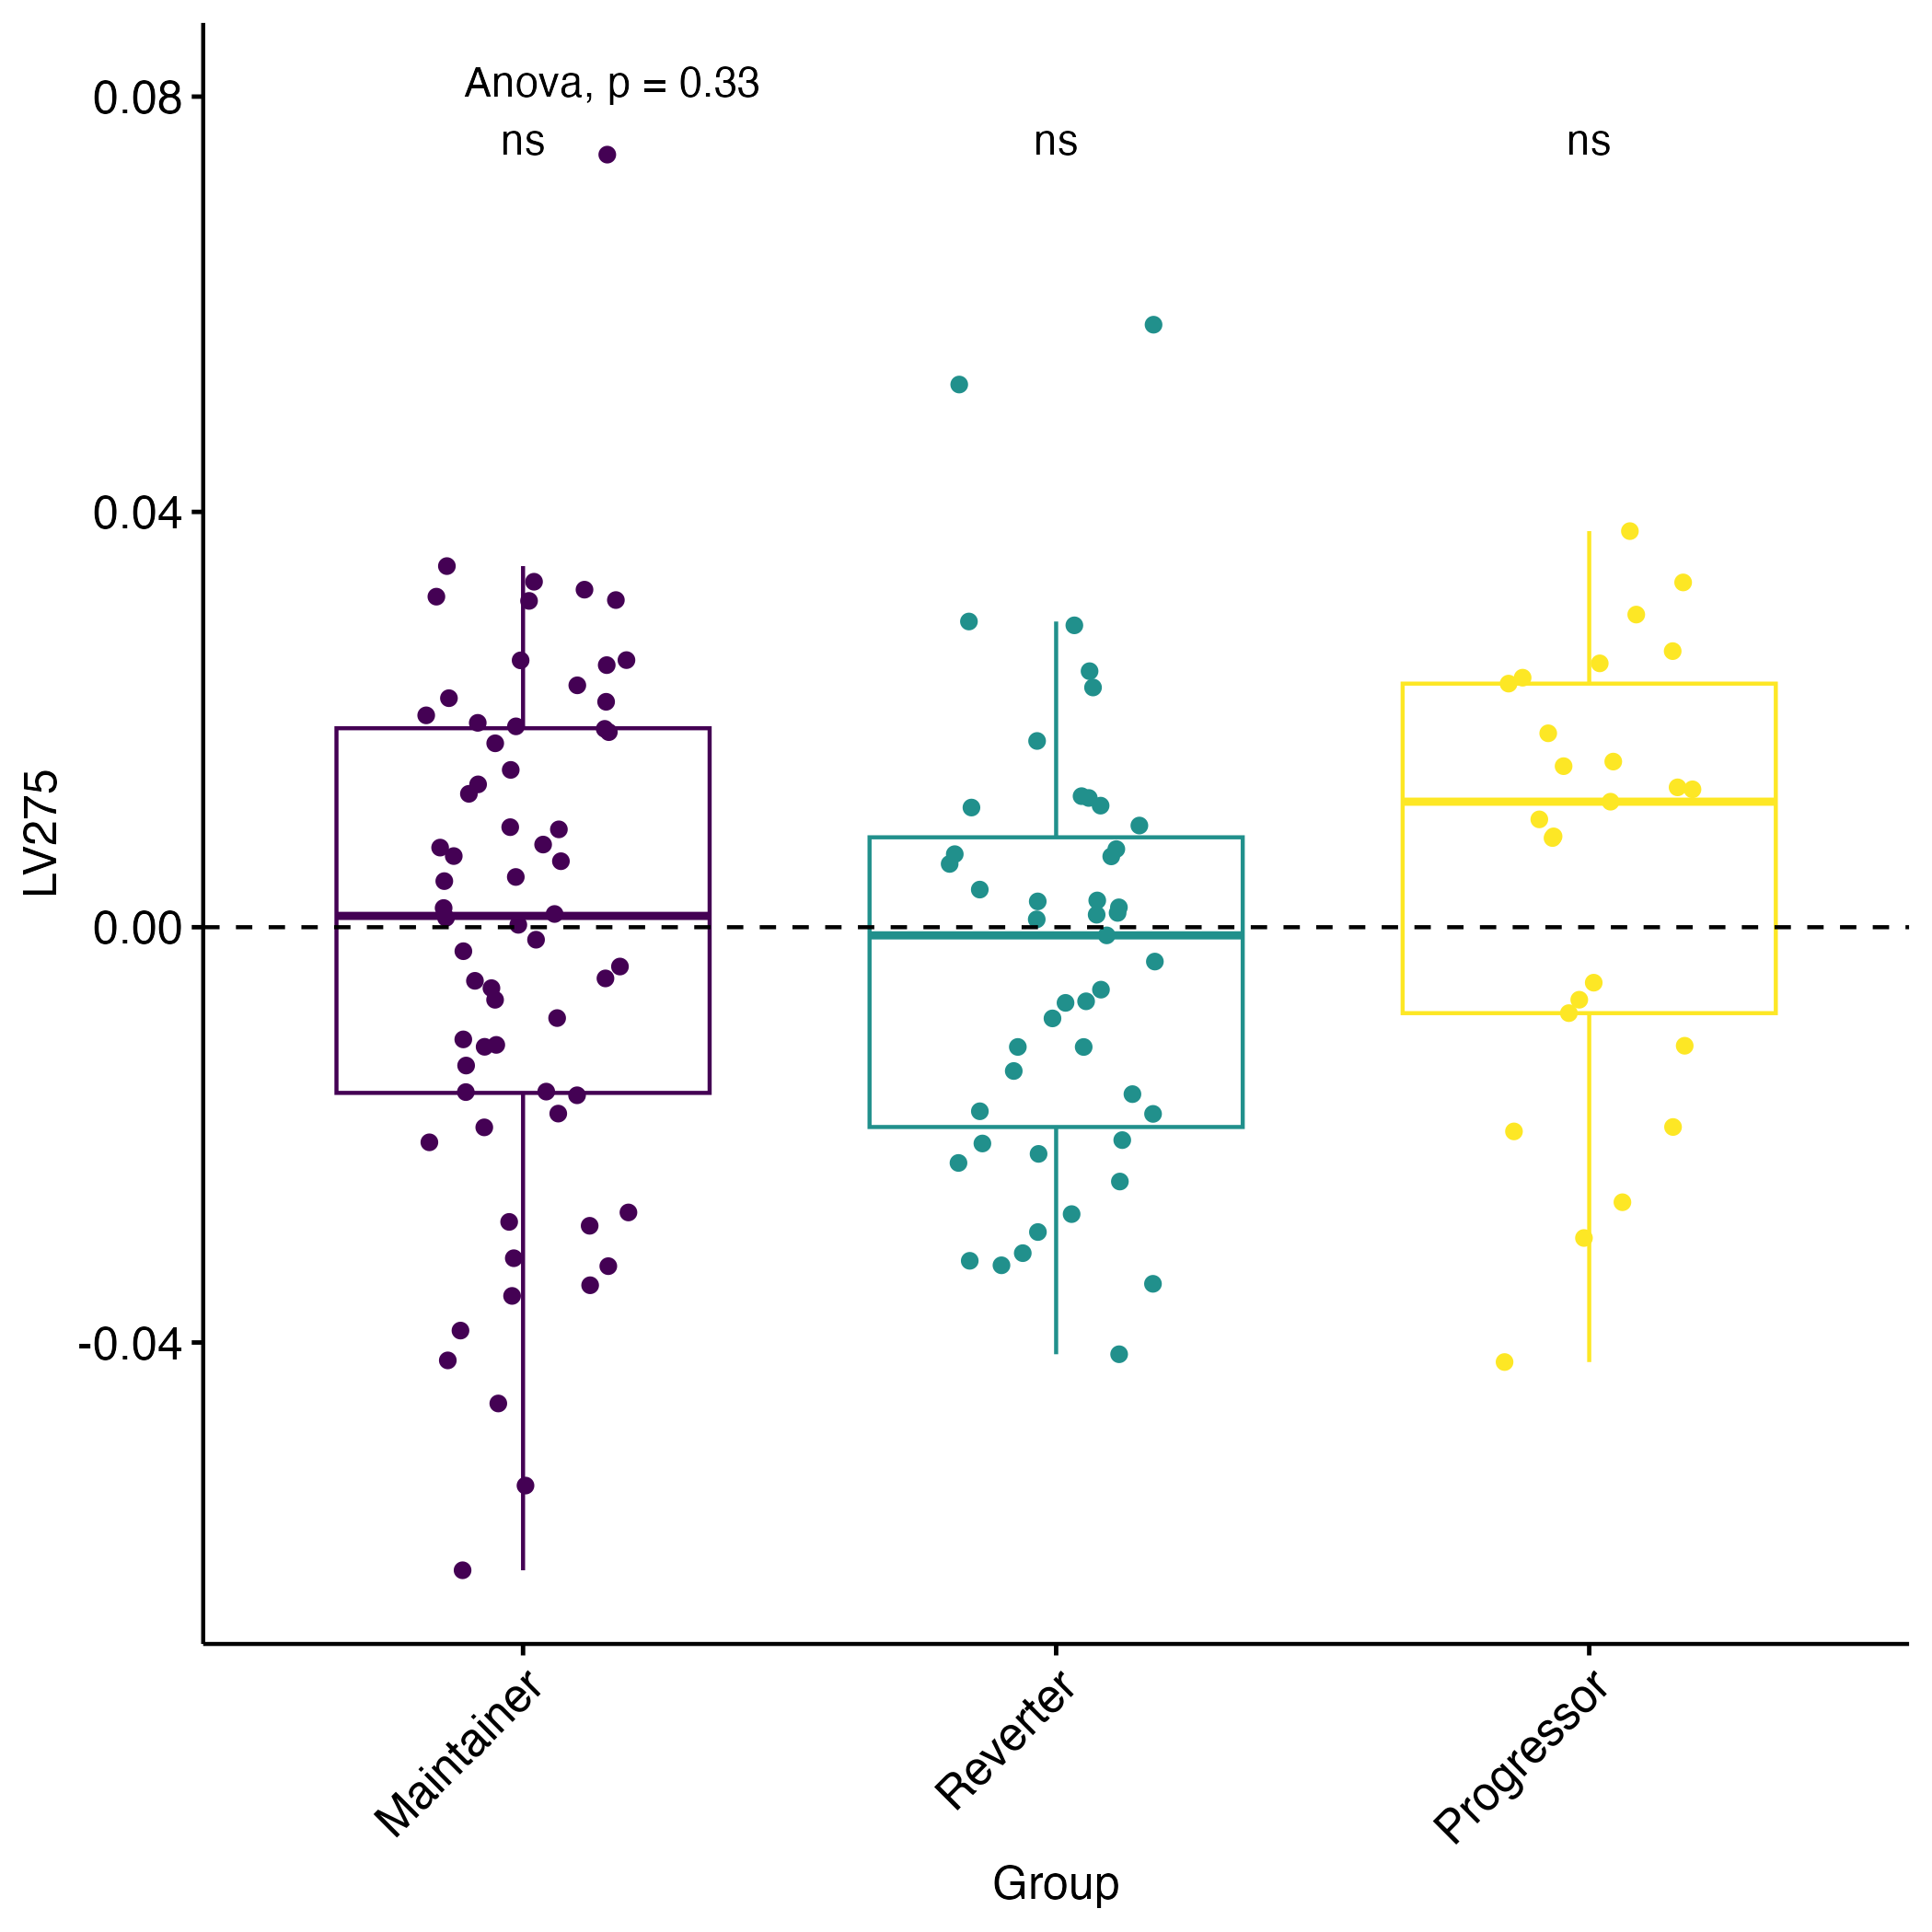 Anova, p = 0.33
ns ns ns
0.08
0.04
0.00
-0.04
LV275
Maintainer Reverter Progressor
Group